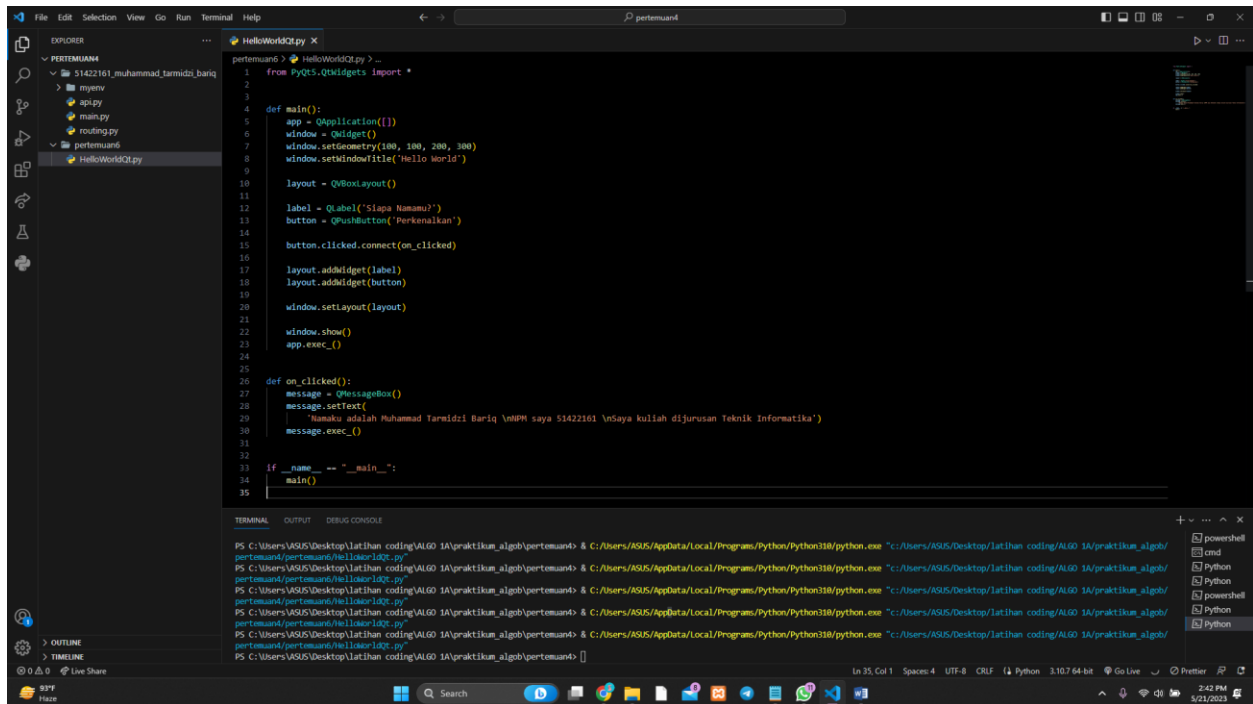 File Edit Selection View Go Run Terminal Help
pertemuan4
EXPLORER
PERTEMUAN4
51422161_muhammad_tarmidzi_bariq
myenv
api.py
main.py
routing.py
pertemuan6
HelloWorldQt.py
OUTLINE
TIMELINE
HelloWorldQt.py
pertemuan6 > HelloWorldQt.py > ...
1 from PyQt5.QtWidgets import *
2
3
4 def main():
5 app = QApplication([])
6 window = QWidget()
7 window.setGeometry(100, 100, 200, 300)
8 window.setWindowTitle('Hello World')
9
10 layout = QVBoxLayout()
11
12 label = QLabel('Siapa Namamu?')
13 button = QPushButton('Perkenalkan')
14
15 button.clicked.connect(on_clicked)
16
17 layout.addWidget(label)
18 layout.addWidget(button)
19
20 window.setLayout(layout)
21
22 window.show()
23 app.exec_()
24
25
26 def on_clicked():
27 message = QMessageBox()
28 message.setText(
29 'Namaku adalah Muhammad Tarmidzi Bariq \nNPM saya 51422161 \nSaya kuliah dijurusan Teknik Informatika')
30 message.exec_()
31
32
33 if __name__ == "__main__":
34 main()
35
TERMINAL OUTPUT DEBUG CONSOLE
PS C:\Users\ASUS\Desktop\latihan coding\ALGO 1A\praktikum_algob\pertemuan4> & C:/Users/ASUS/AppData/Local/Programs/Python/Python310/python.exe "c:/Users/ASUS/Desktop/latihan coding/ALGO 1A/praktikum_algob/
pertemuan4/pertemuan6/HelloWorldQt.py"
PS C:\Users\ASUS\Desktop\latihan coding\ALGO 1A\praktikum_algob\pertemuan4> & C:/Users/ASUS/AppData/Local/Programs/Python/Python310/python.exe "c:/Users/ASUS/Desktop/latihan coding/ALGO 1A/praktikum_algob/
pertemuan4/pertemuan6/HelloWorldQt.py"
PS C:\Users\ASUS\Desktop\latihan coding\ALGO 1A\praktikum_algob\pertemuan4> & C:/Users/ASUS/AppData/Local/Programs/Python/Python310/python.exe "c:/Users/ASUS/Desktop/latihan coding/ALGO 1A/praktikum_algob/
pertemuan4/pertemuan6/HelloWorldQt.py"
PS C:\Users\ASUS\Desktop\latihan coding\ALGO 1A\praktikum_algob\pertemuan4> & C:/Users/ASUS/AppData/Local/Programs/Python/Python310/python.exe "c:/Users/ASUS/Desktop/latihan coding/ALGO 1A/praktikum_algob/
pertemuan4/pertemuan6/HelloWorldQt.py"
PS C:\Users\ASUS\Desktop\latihan coding\ALGO 1A\praktikum_algob\pertemuan4> & C:/Users/ASUS/AppData/Local/Programs/Python/Python310/python.exe "c:/Users/ASUS/Desktop/latihan coding/ALGO 1A/praktikum_algob/
pertemuan4/pertemuan6/HelloWorldQt.py"
PS C:\Users\ASUS\Desktop\latihan coding\ALGO 1A\praktikum_algob\pertemuan4>
powershell
cmd
Python
Python
powershell
Python
Python
0 0 Live Share
Ln 35, Col 1 Spaces: 4 UTF-8 CRLF Python 3.10.7 64-bit Go Live Prettier
93°F
Haze
Search
2:42 PM
5/21/2023